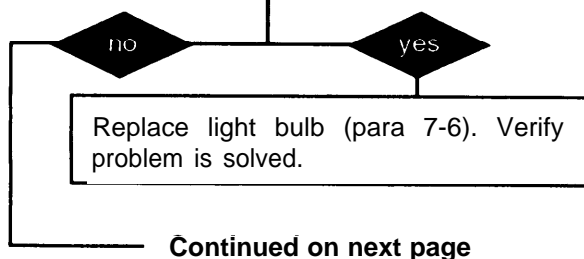 no yes
Replace light bulb (para 7-6). Verify
problem is solved.
Continued on next page